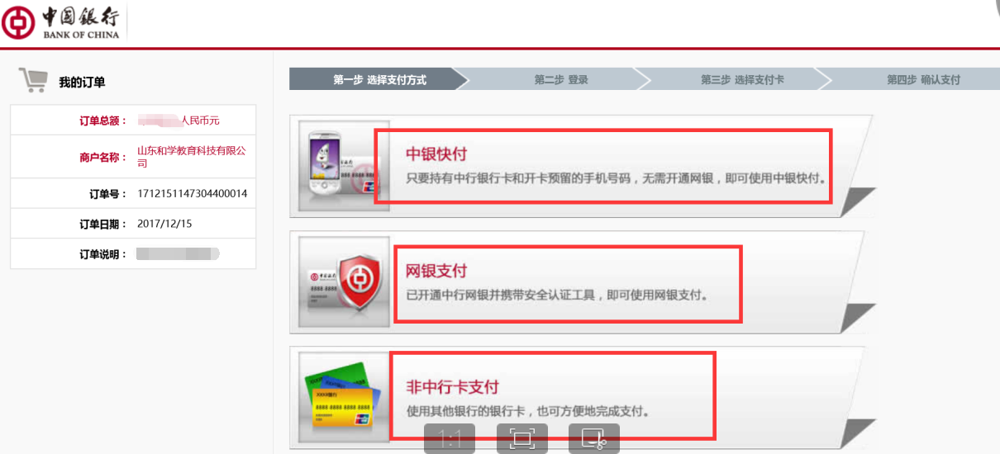 中国银行
BANK OF CHINA
我的订单
订单总额：人民币元
商户名称：山东和学教育科技有限公
司
订单号：1712151147304400014
订单日期：2017/12/15
订单说明：
第一步 选择支付方式
第二步 登录
第三步 选择支付卡
第四步 确认支付
中银快付
只要持有中行银行卡和开卡预留的手机号码，无需开通网银，即可使用中银快付。
网银支付
已开通中行网银并携带安全认证工具，即可使用网银支付。
非中行卡支付
使用其他银行的银行卡，也可方便地完成支付。
1:1